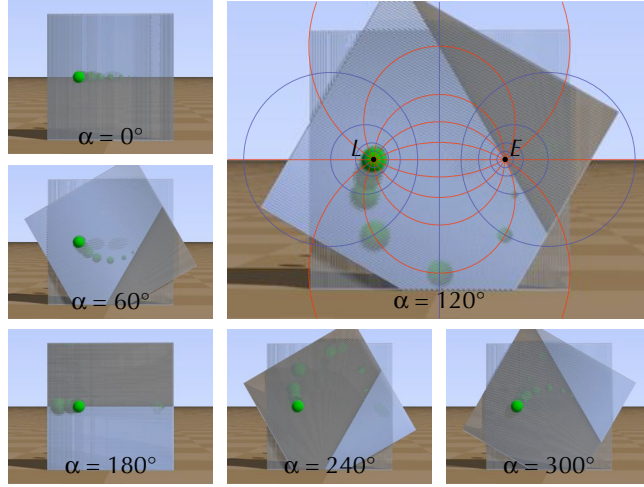 α = 0°
L
E
α = 60°
α = 120°
α = 180°
α = 240°
α = 300°